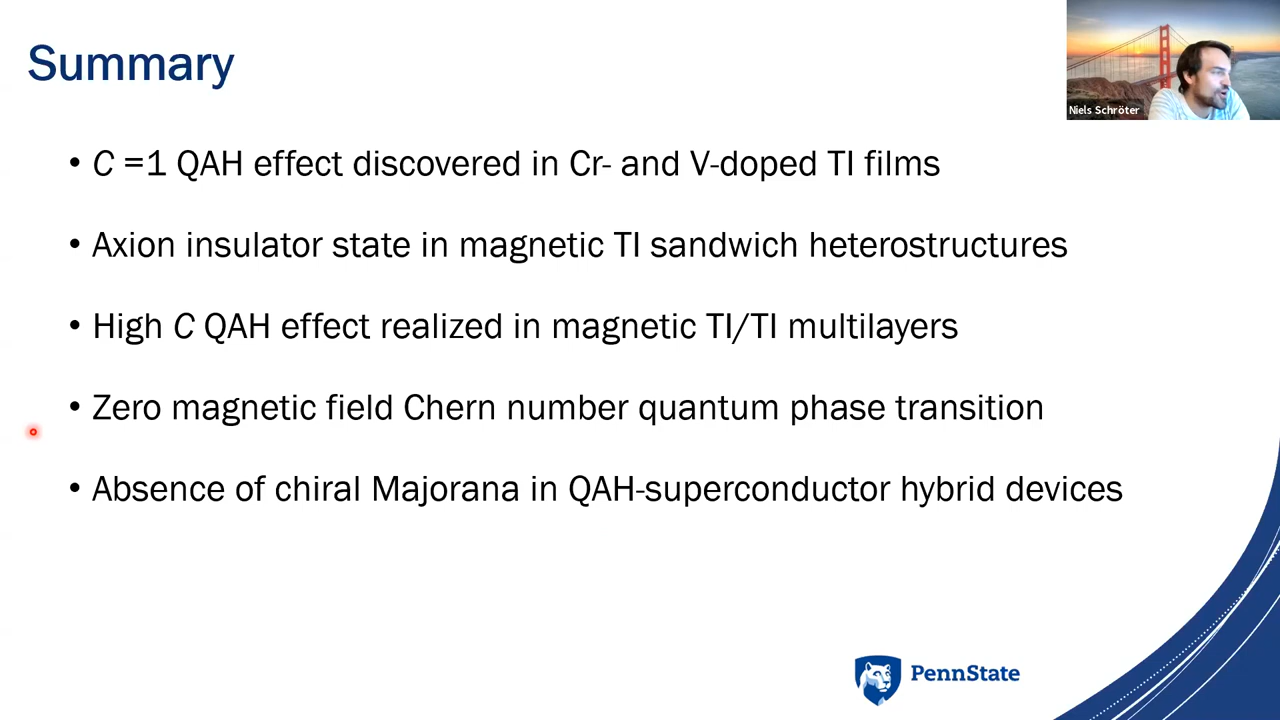 Summary
Niels Schröter
• C =1 QAH effect discovered in Cr- and V-doped TI films
• Axion insulator state in magnetic TI sandwich heterostructures
• High C QAH effect realized in magnetic TI/TI multilayers
• Zero magnetic field Chern number quantum phase transition
• Absence of chiral Majorana in QAH-superconductor hybrid devices
PennState